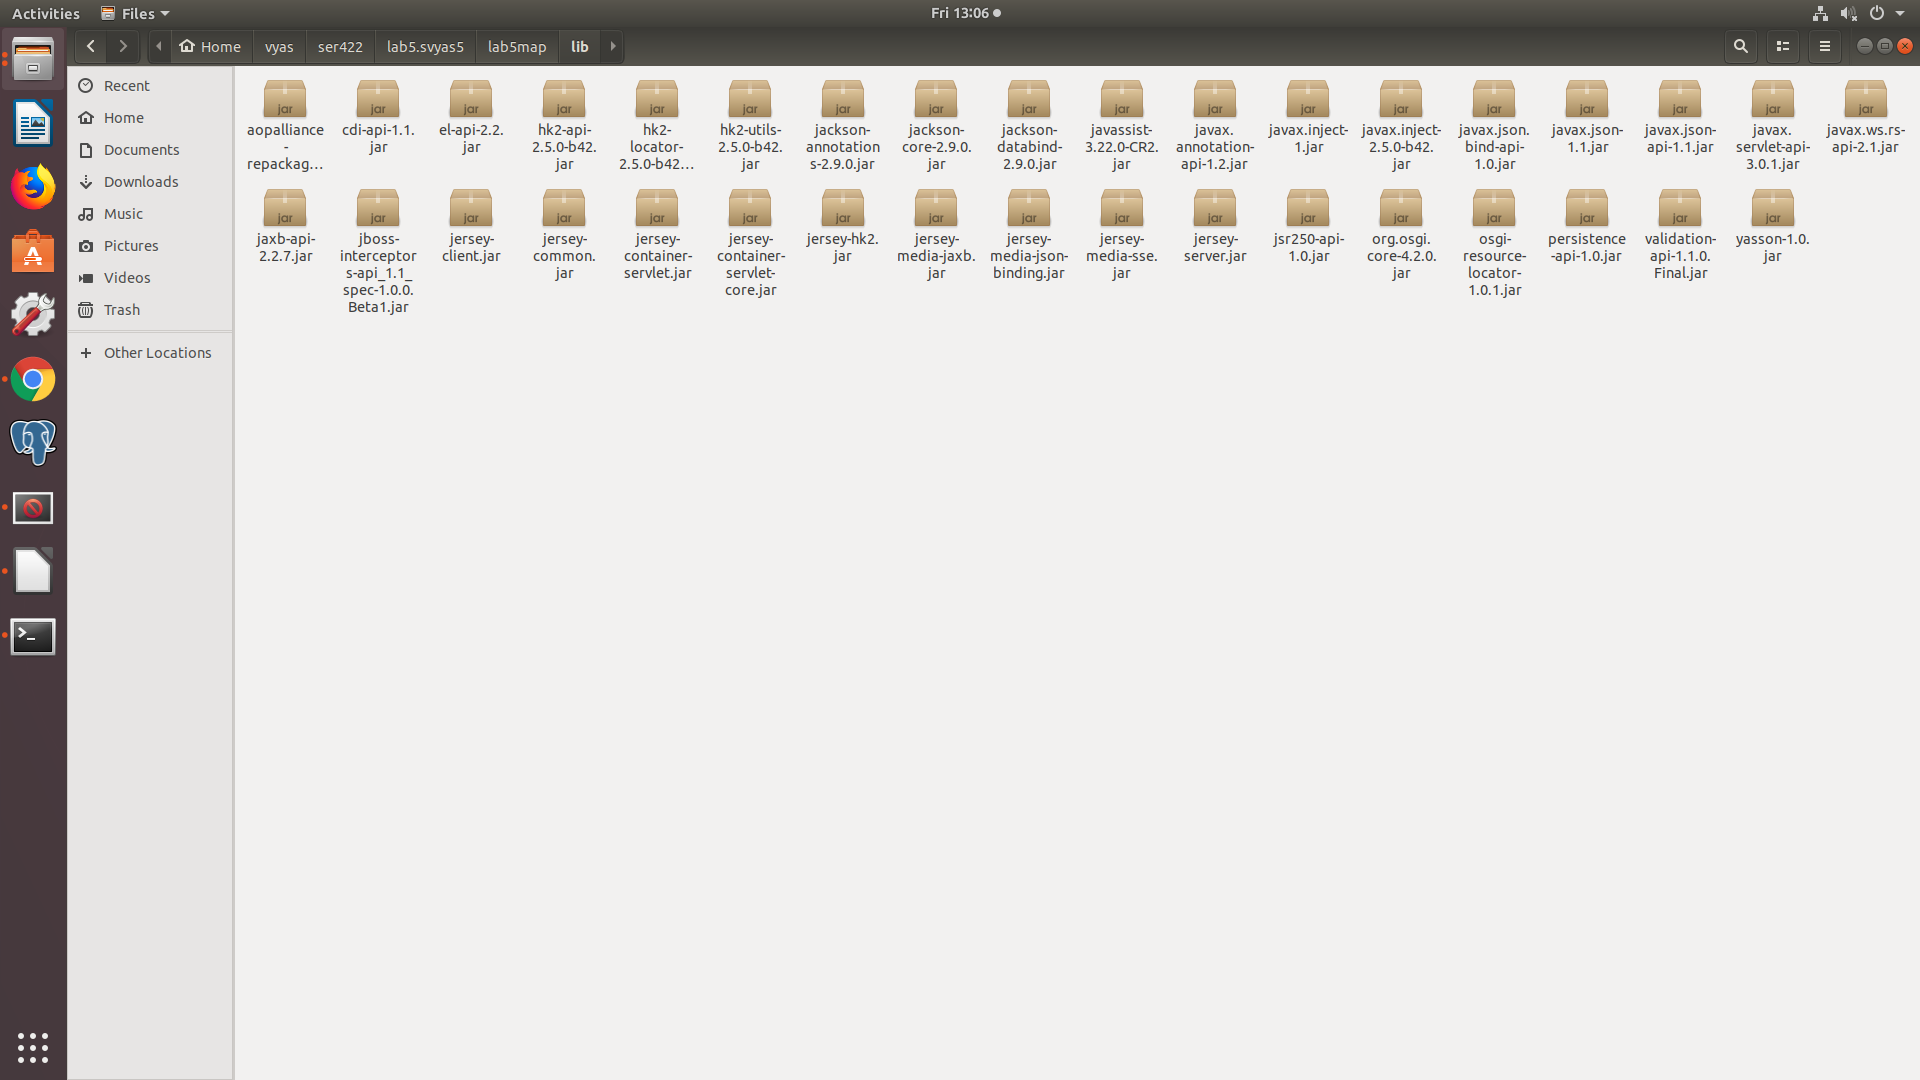 Activities Files Fri 13:06
Home vyas ser422 lab5.svyas5 lab5map lib
Recent
Home
Documents
Downloads
Music
Pictures
Videos
Trash
Other Locations
jar
aopalliance
-
repackag…
jar
cdi-api-1.1.
jar
jar
el-api-2.2.
jar
jar
hk2-api-
2.5.0-b42.
jar
jar
hk2-
locator-
2.5.0-b42…
jar
hk2-utils-
2.5.0-b42.
jar
jar
jackson-
annotation
s-2.9.0.jar
jar
jackson-
core-2.9.0.
jar
jar
jackson-
databind-
2.9.0.jar
jar
javassist-
3.22.0-CR2.
jar
jar
javax.
annotation-
api-1.2.jar
jar
javax.inject-
1.jar
jar
javax.inject-
2.5.0-b42.
jar
jar
javax.json.
bind-api-
1.0.jar
jar
javax.json-
1.1.jar
jar
javax.json-
api-1.1.jar
jar
javax.
servlet-api-
3.0.1.jar
jar
javax.ws.rs-
api-2.1.jar
jar
jaxb-api-
2.2.7.jar
jar
jboss-
interceptor
s-api_1.1_
spec-1.0.0.
Beta1.jar
jar
jersey-
client.jar
jar
jersey-
common.
jar
jar
jersey-
container-
servlet.jar
jar
jersey-
container-
servlet-
core.jar
jar
jersey-hk2.
jar
jar
jersey-
media-jaxb.
jar
jar
jersey-
media-json-
binding.jar
jar
jersey-
media-sse.
jar
jar
jersey-
server.jar
jar
jsr250-api-
1.0.jar
jar
org.osgi.
core-4.2.0.
jar
jar
osgi-
resource-
locator-
1.0.1.jar
jar
persistence
-api-1.0.jar
jar
validation-
api-1.1.0.
Final.jar
jar
yasson-1.0.
jar